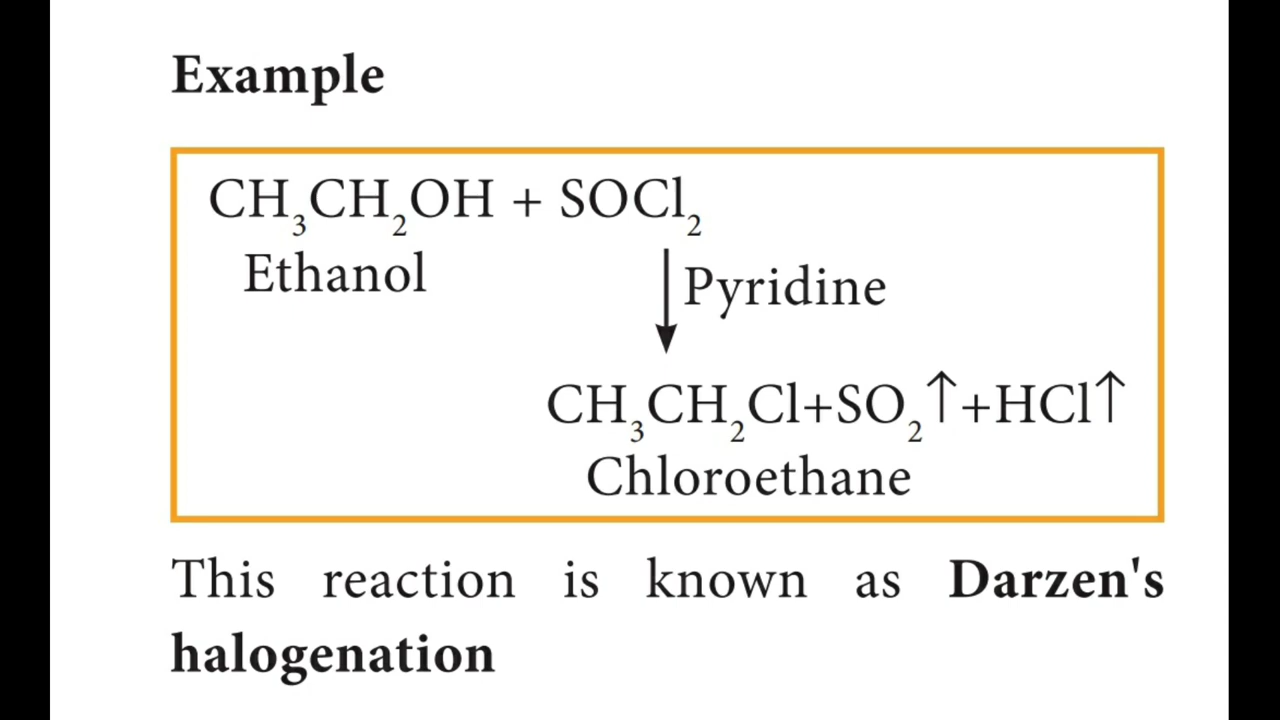 Example
CH₃CH₂OH + SOCl₂
Ethanol
Pyridine
CH₃CH₂Cl+SO₂↑+HCl↑
Chloroethane
This reaction is known as Darzen's
halogenation